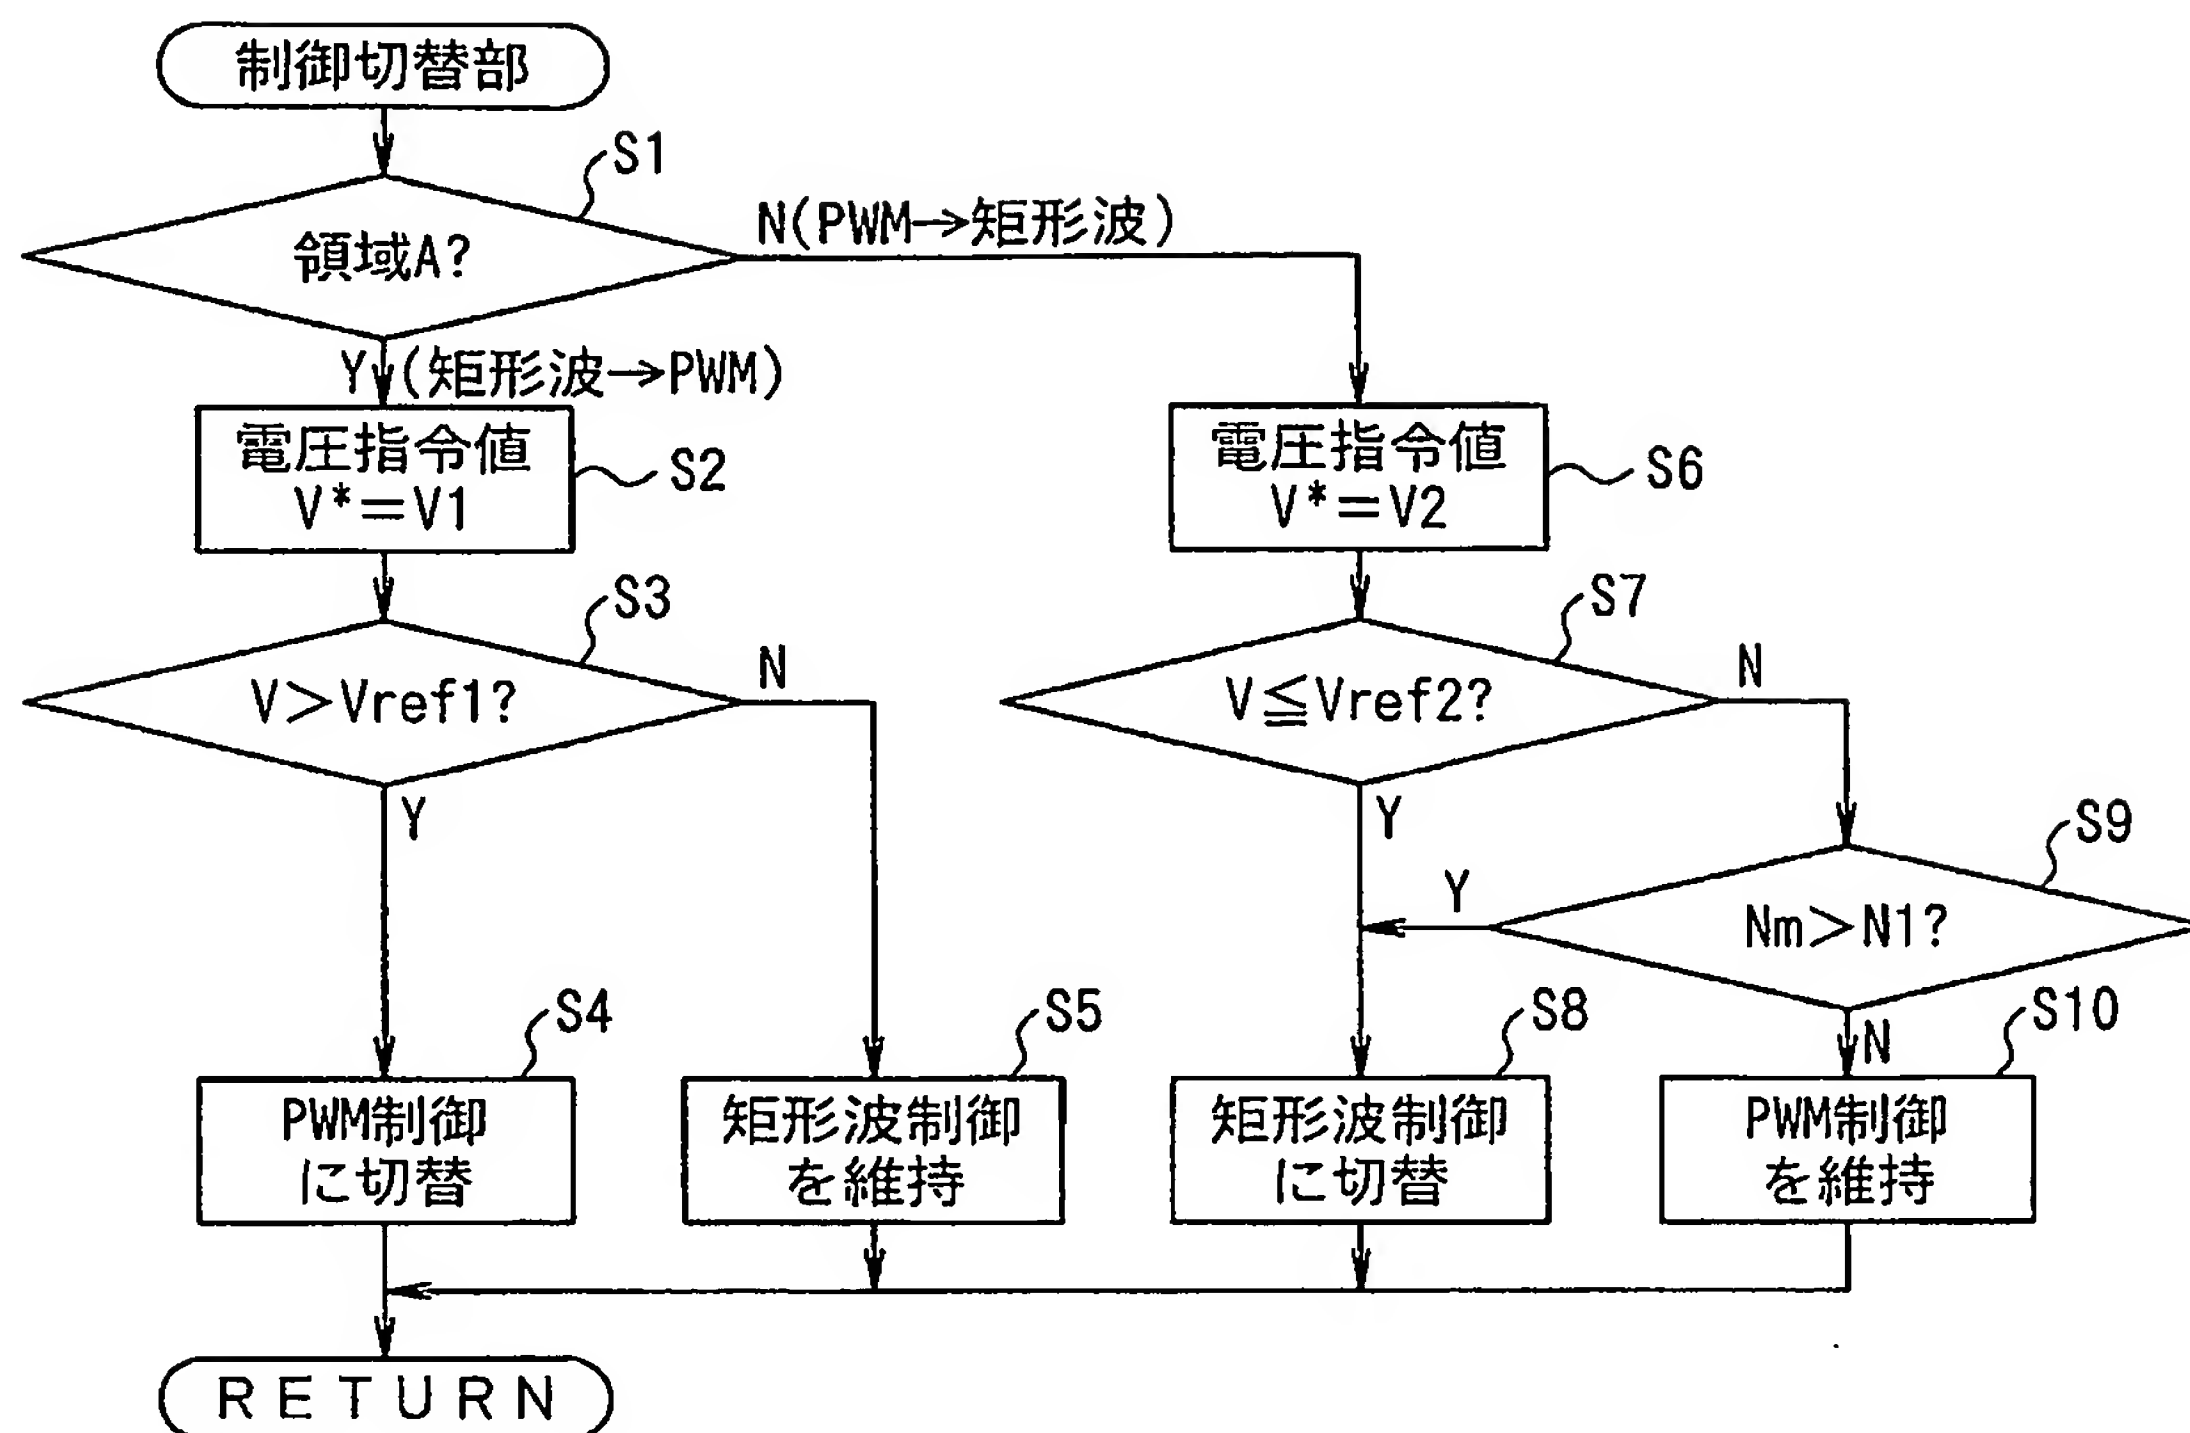 制御切替部
S1
領域A?
N(PWM→矩形波)
Y (矩形波→PWM)
電圧指令値
V*=V1
S2
電圧指令値
V*=V2
S6
S3
V>Vref1?
N
Y
S7
V≦Vref2?
N
Y
S9
Nm>N1?
Y
N
S4
PWM制御
に切替
S5
矩形波制御
を維持
S8
矩形波制御
に切替
S10
PWM制御
を維持
RETURN